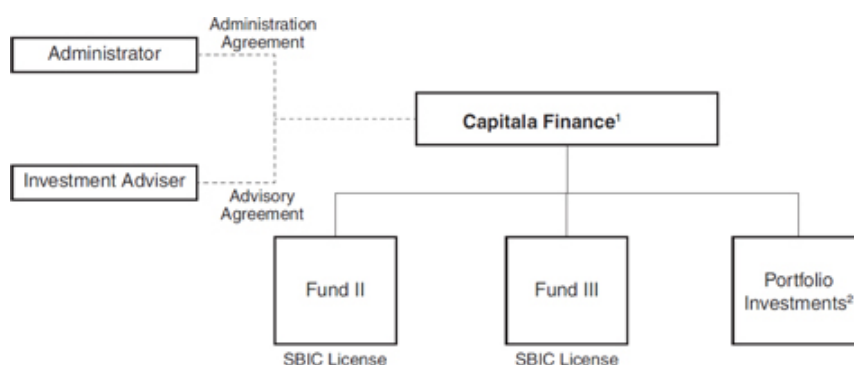 Administration
Agreement
Administrator
Capitala Finance¹
Investment Adviser
Advisory
Agreement
Fund II
Fund III
Portfolio
Investments²
SBIC License
SBIC License